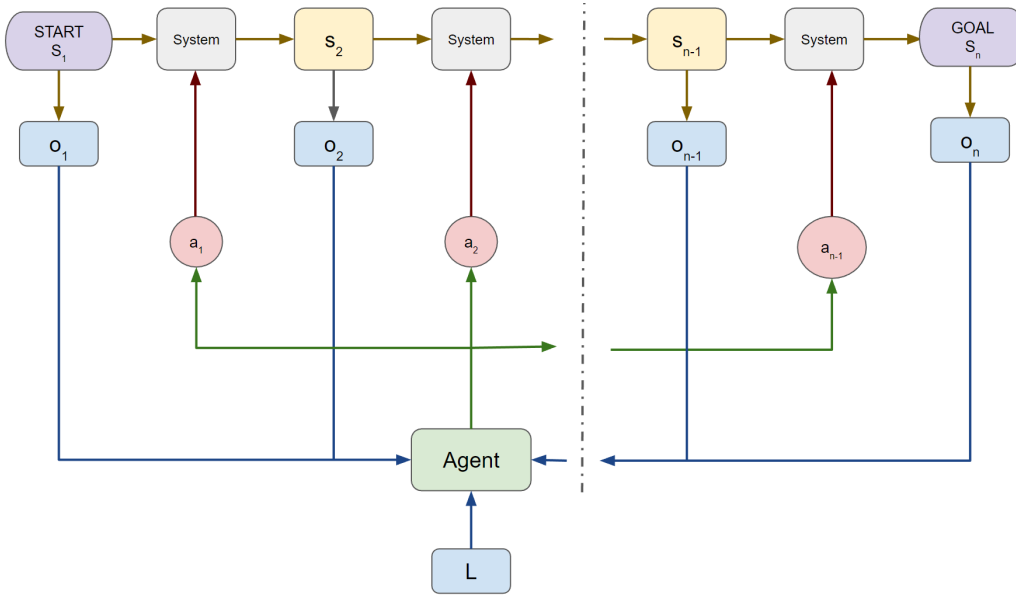 START
S1
System
s2
System
sn-1
System
GOAL
Sn
o1
o2
on-1
on
a1
a2
an-1
Agent
L